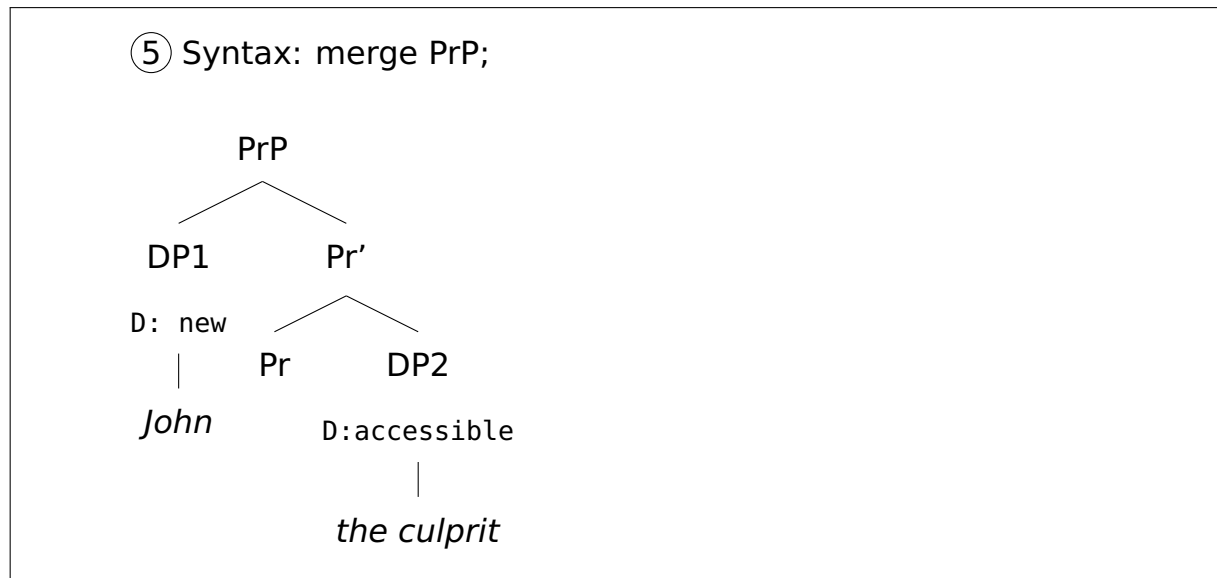 ⑤ Syntax: merge PrP;
PrP
DP1 Pr’
D: new
Pr DP2
John
D:accessible
the culprit